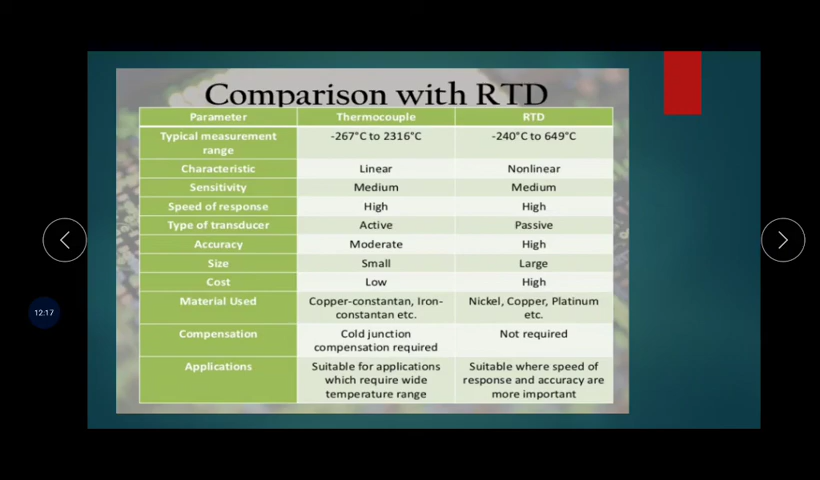 Comparison with RTD
Parameter Thermocouple RTD
Typical measurement -267°C to 2316°C -240°C to 649°C
range
Characteristic Linear Nonlinear
Sensitivity Medium Medium
Speed of response High High
Type of transducer Active Passive
Accuracy Moderate High
Size Small Large
Cost Low High
Material Used Copper-constantan, Iron- Nickel, Copper, Platinum
constantan etc. etc.
Compensation Cold junction Not required
compensation required
Applications Suitable for applications Suitable where speed of
which require wide response and accuracy are
temperature range more important
12:17